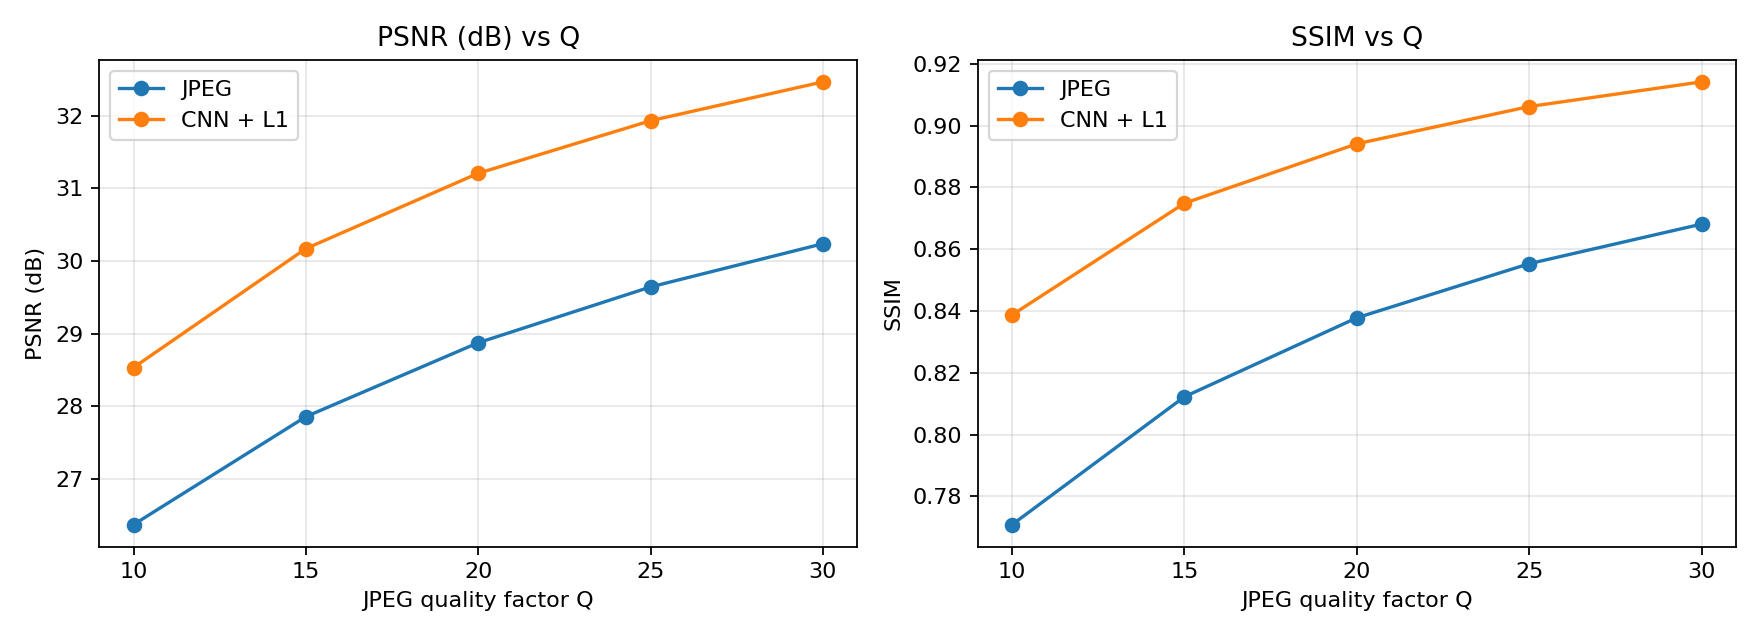 PSNR (dB) vs Q
JPEG
CNN + L1
PSNR (dB)
32
31
30
29
28
27
10 15 20 25 30
JPEG quality factor Q
SSIM vs Q
JPEG
CNN + L1
SSIM
0.92
0.90
0.88
0.86
0.84
0.82
0.80
0.78
10 15 20 25 30
JPEG quality factor Q